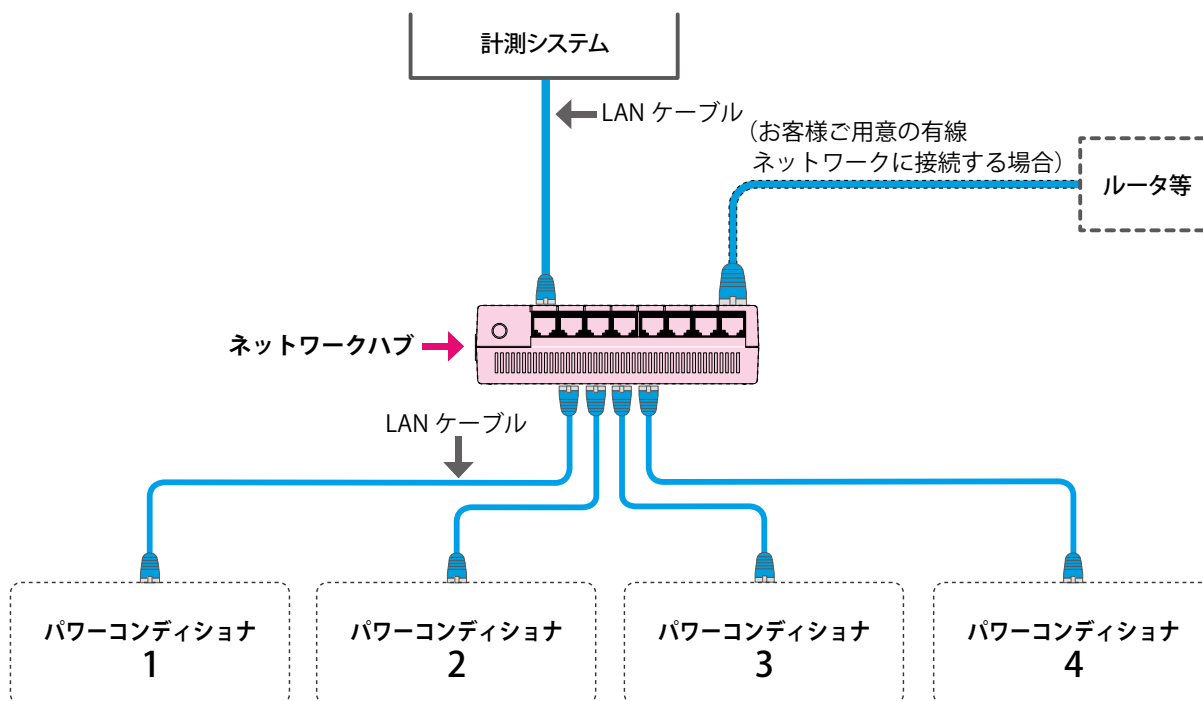 計測システム
LAN ケーブル
（お客様ご用意の有線
ネットワークに接続する場合）
ルータ等
ネットワークハブ
LAN ケーブル
パワーコンディショナ
1
パワーコンディショナ
2
パワーコンディショナ
3
パワーコンディショナ
4